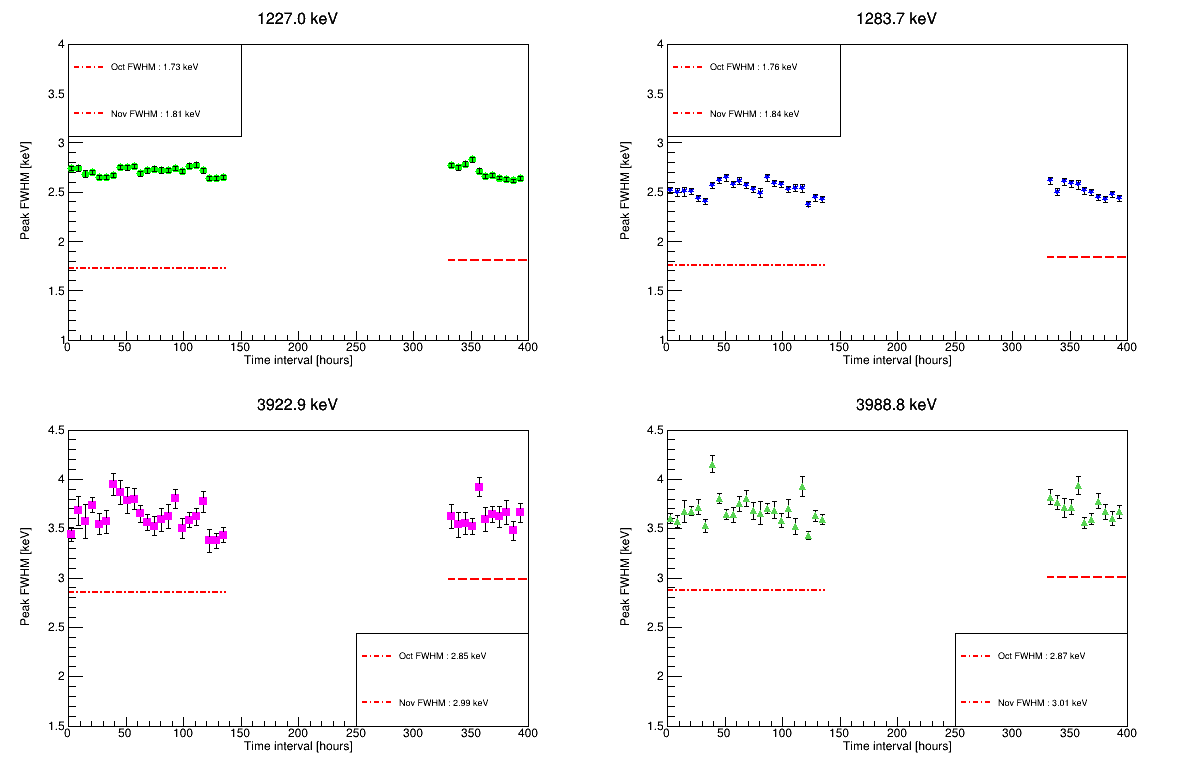 1227.0 keV
4
3.5
3
2.5
2
1.5
1
Peak FWHM [keV]
Oct FWHM : 1.73 keV
Nov FWHM : 1.81 keV
0 50 100 150 200 250 300 350 400
Time interval [hours]
1283.7 keV
4
3.5
3
2.5
2
1.5
1
Peak FWHM [keV]
Oct FWHM : 1.76 keV
Nov FWHM : 1.84 keV
0 50 100 150 200 250 300 350 400
Time interval [hours]
3922.9 keV
4.5
4
3.5
3
2.5
2
1.5
Peak FWHM [keV]
Oct FWHM : 2.85 keV
Nov FWHM : 2.99 keV
0 50 100 150 200 250 300 350 400
Time interval [hours]
3988.8 keV
4.5
4
3.5
3
2.5
2
1.5
Peak FWHM [keV]
Oct FWHM : 2.87 keV
Nov FWHM : 3.01 keV
0 50 100 150 200 250 300 350 400
Time interval [hours]